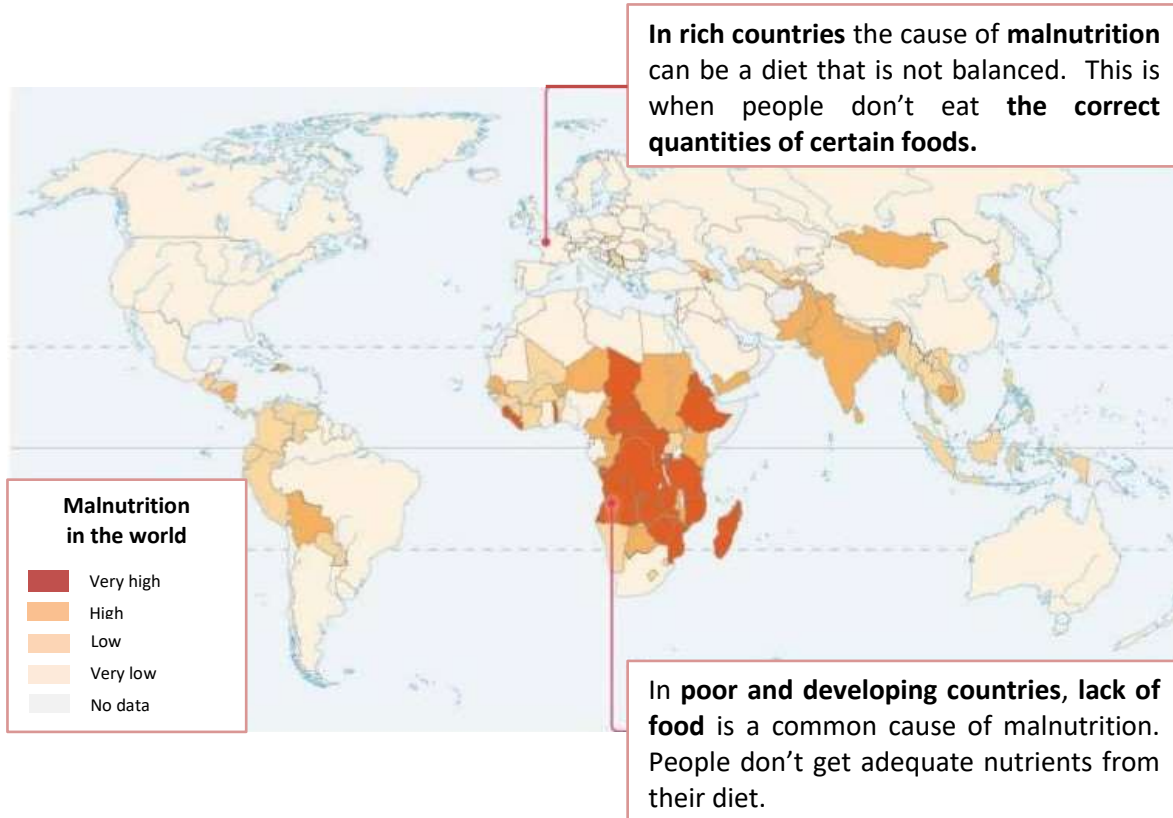 In rich countries the cause of malnutrition
can be a diet that is not balanced. This is
when people don’t eat the correct
quantities of certain foods.
Malnutrition
in the world
Very high
High
Low
Very low
No data
In poor and developing countries, lack of
food is a common cause of malnutrition.
People don’t get adequate nutrients from
their diet.